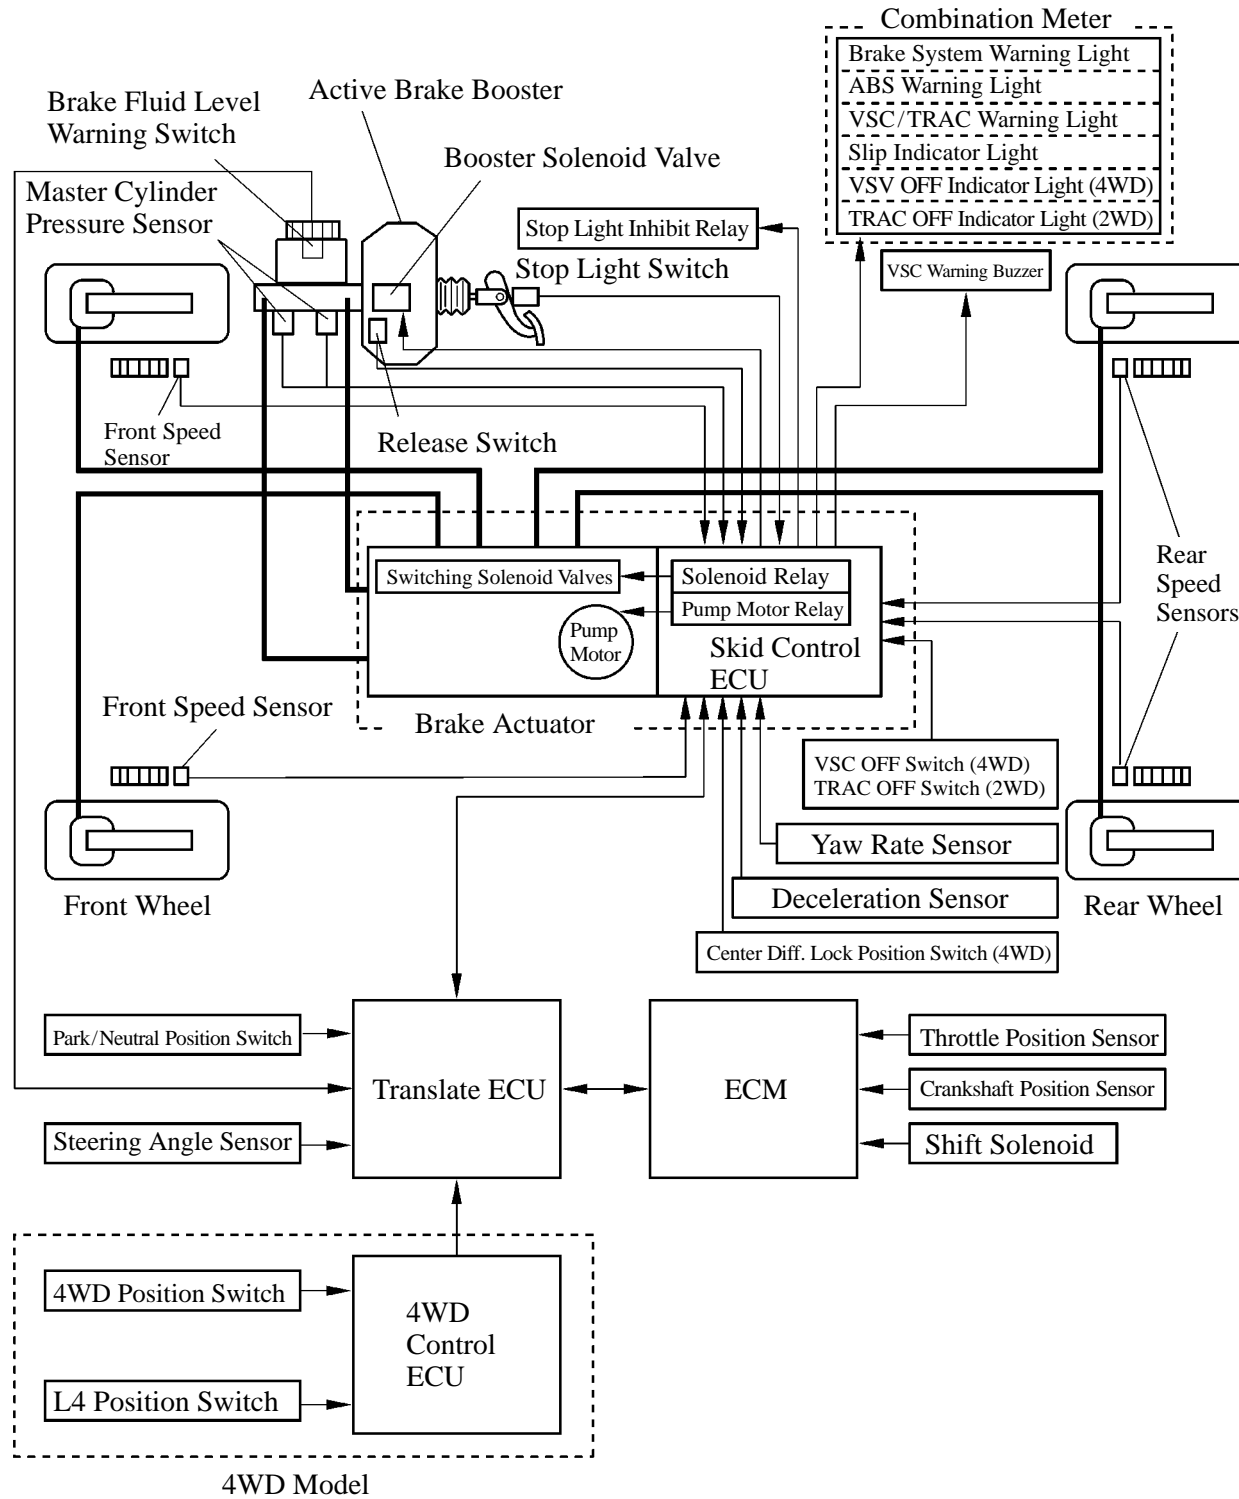 Combination Meter
Brake System Warning Light
ABS Warning Light
VSC/TRAC Warning Light
Slip Indicator Light
VSV OFF Indicator Light (4WD)
TRAC OFF Indicator Light (2WD)
Active Brake Booster
Brake Fluid Level
Warning Switch
Booster Solenoid Valve
Master Cylinder
Pressure Sensor
Stop Light Inhibit Relay
Stop Light Switch
VSC Warning Buzzer
Front Speed
Sensor
Release Switch
Rear
Speed
Sensors
Switching Solenoid Valves
Solenoid Relay
Pump Motor Relay
Pump
Motor
Skid Control
ECU
Brake Actuator
Front Speed Sensor
VSC OFF Switch (4WD)
TRAC OFF Switch (2WD)
Yaw Rate Sensor
Deceleration Sensor
Center Diff. Lock Position Switch (4WD)
Front Wheel
Rear Wheel
Park/Neutral Position Switch
Steering Angle Sensor
Translate ECU
ECM
Throttle Position Sensor
Crankshaft Position Sensor
Shift Solenoid
4WD Position Switch
L4 Position Switch
4WD
Control
ECU
4WD Model